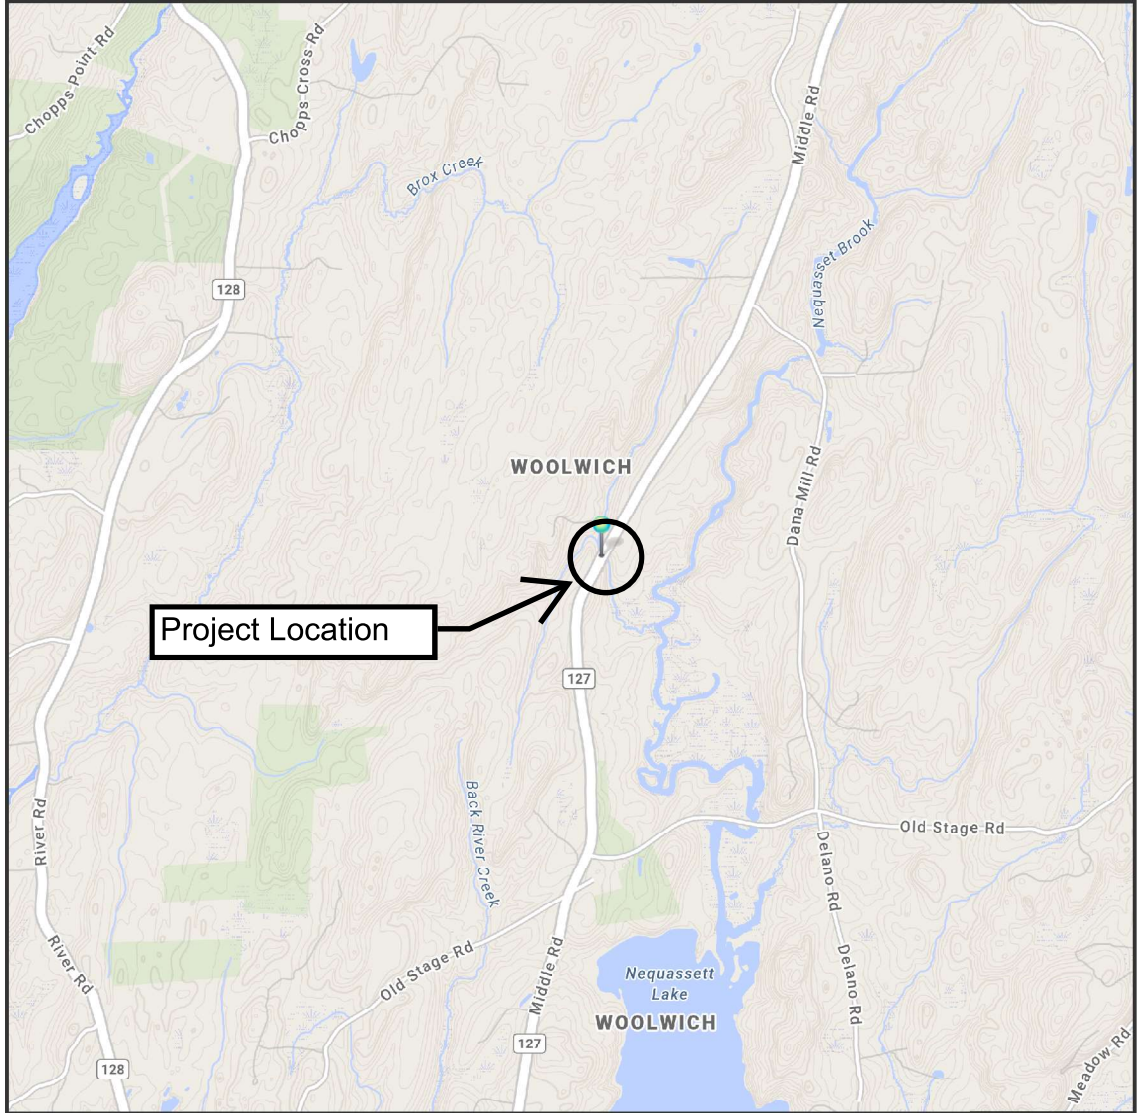 Chopps Point Rd
Chopps Cross Rd
Middle Rd
Brox Creek
Nequasset Brook
128
WOOLWICH
Dana Mill Rd
Project Location
127
River Rd
Back River Creek
Old Stage Rd
Delano Rd
River Rd
Old Stage Rd
Middle Rd
Delano Rd
Nequassett
Lake
WOOLWICH
127
128
Meadow Rd